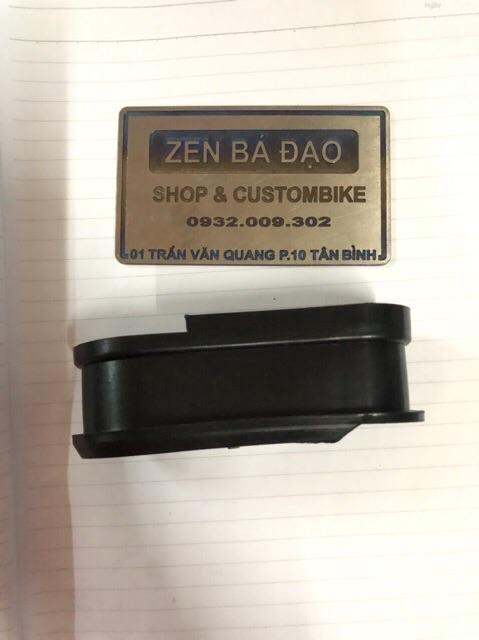 ZEN BÁ ĐẠO
SHOP & CUSTOMBIKE
0932.009.302
01 TRẦN VĂN QUANG P.10 TÂN BÌNH